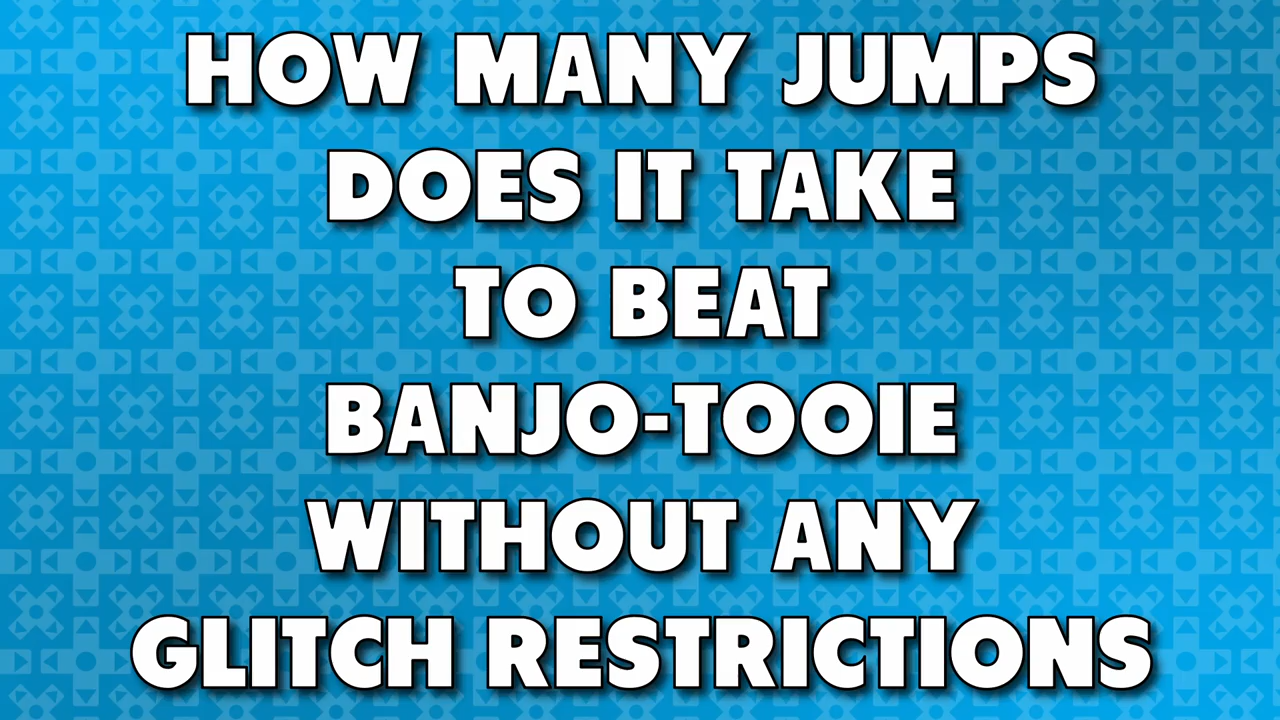 HOW MANY JUMPS
DOES IT TAKE
TO BEAT
BANJO-TOOIE
WITHOUT ANY
GLITCH RESTRICTIONS